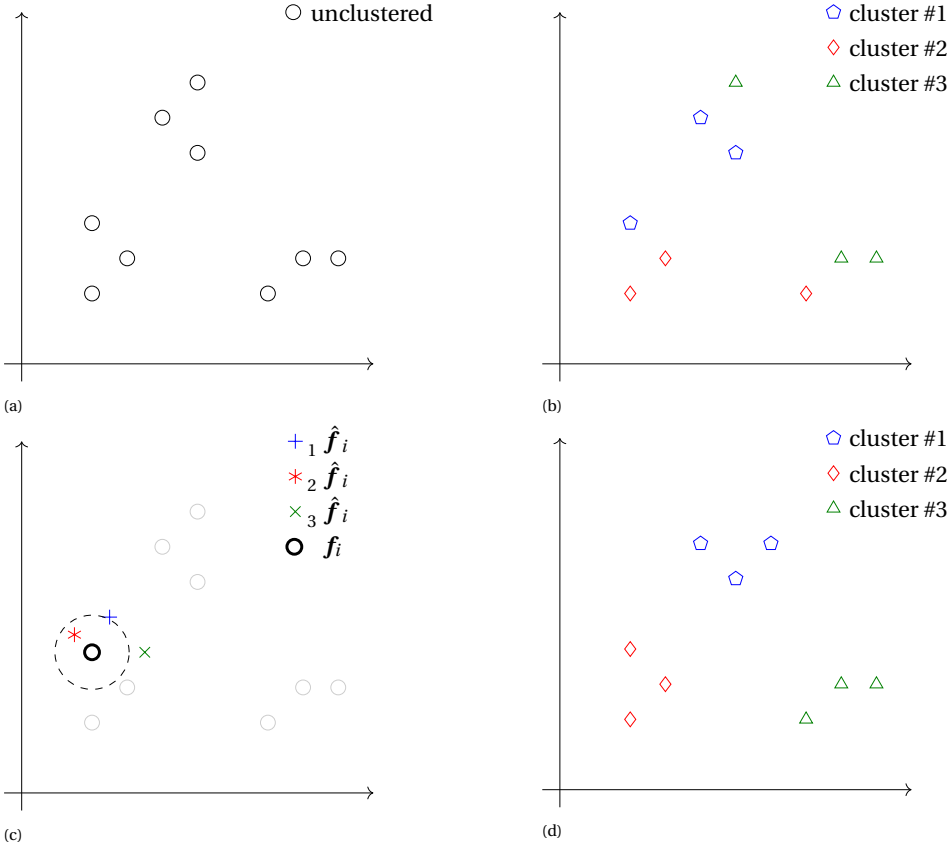 unclustered
(a)
cluster #1
cluster #2
cluster #3
(b)
₁ f̂ᵢ
₂ f̂ᵢ
₃ f̂ᵢ
fᵢ
(c)
cluster #1
cluster #2
cluster #3
(d)